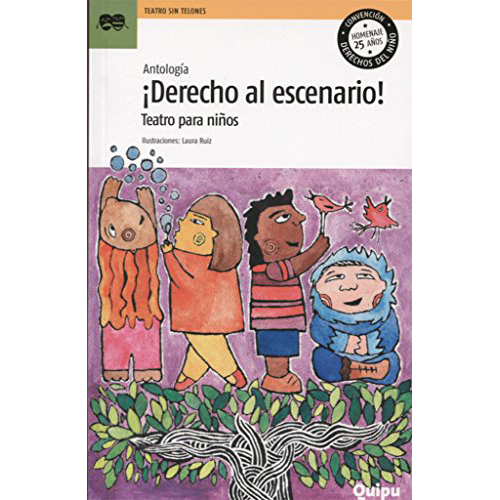 TEATRO SIN TELONES
CONVENCIÓN
HOMENAJE
25 AÑOS
DERECHOS DEL NIÑO
Antología
¡Derecho al escenario!
Teatro para niños
Ilustraciones: Laura Ruiz
Quipu